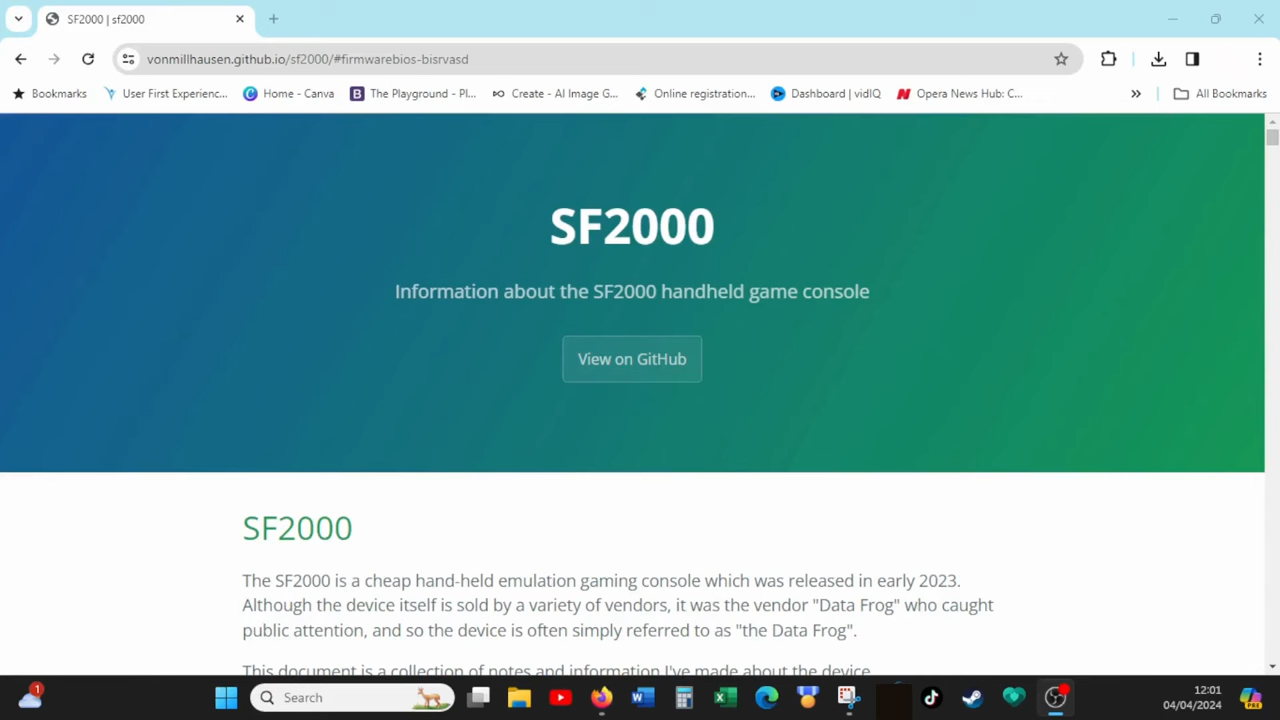 SF2000 | sf2000
vonmillhausen.github.io/sf2000/#firmwarebios-bisrvasd
Bookmarks
User First Experienc...
Home - Canva
The Playground - Pl...
Create - AI Image G...
Online registration...
Dashboard | vidIQ
Opera News Hub: C...
All Bookmarks
SF2000
Information about the SF2000 handheld game console
View on GitHub
SF2000
The SF2000 is a cheap hand-held emulation gaming console which was released in early 2023.
Although the device itself is sold by a variety of vendors, it was the vendor "Data Frog" who caught
public attention, and so the device is often simply referred to as "the Data Frog".
This document is a collection of notes and information I've made about the device
1
Search
12:01
04/04/2024
PRE